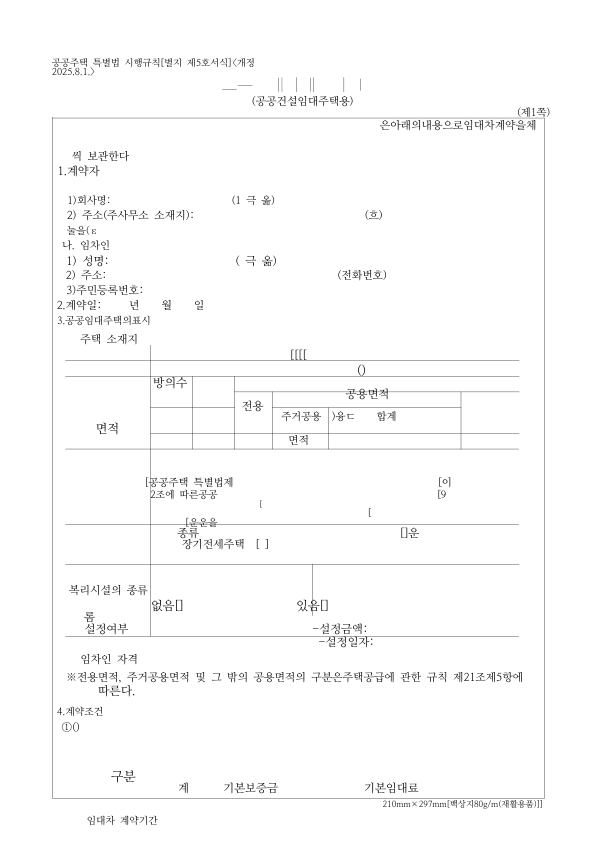 공공주택 특별법 시행규칙[별지 제5호서식]<개정
2025.8.1.>
(공공건설임대주택용)
(제1쪽)
은아래의내용으로임대차계약을체
씩 보관한다
1.계약자
1)회사명: (1 극 옮)
2) 주소(주사무소 소재지): (흐)
눌을( ε
나. 임차인
1) 성명: ( 극 옮)
2) 주소: (전화번호)
3)주민등록번호:
2.계약일: 년 월 일
3.공공임대주택의표시
주택 소재지
[[[[
()
방의수
공용면적
전용
주거공용 )융ㄷ 합계
면적
면적
[공공주택 특별법제 [이
2조에 따른공공 [9
[
[
[운운을
종류 []운
장기전세주택 [ ]
복리시설의 종류
없음[] 있음[]
롬
설정여부 -설정금액:
-설정일자:
임차인 자격
※전용면적, 주거공용면적 및 그 밖의 공용면적의 구분은주택공급에 관한 규칙 제21조제5항에
따른다.
4.계약조건
①()
구분
계 기본보증금 기본임대료
210mm×297mm[백상지80g/m(재활용품)]]
임대차 계약기간